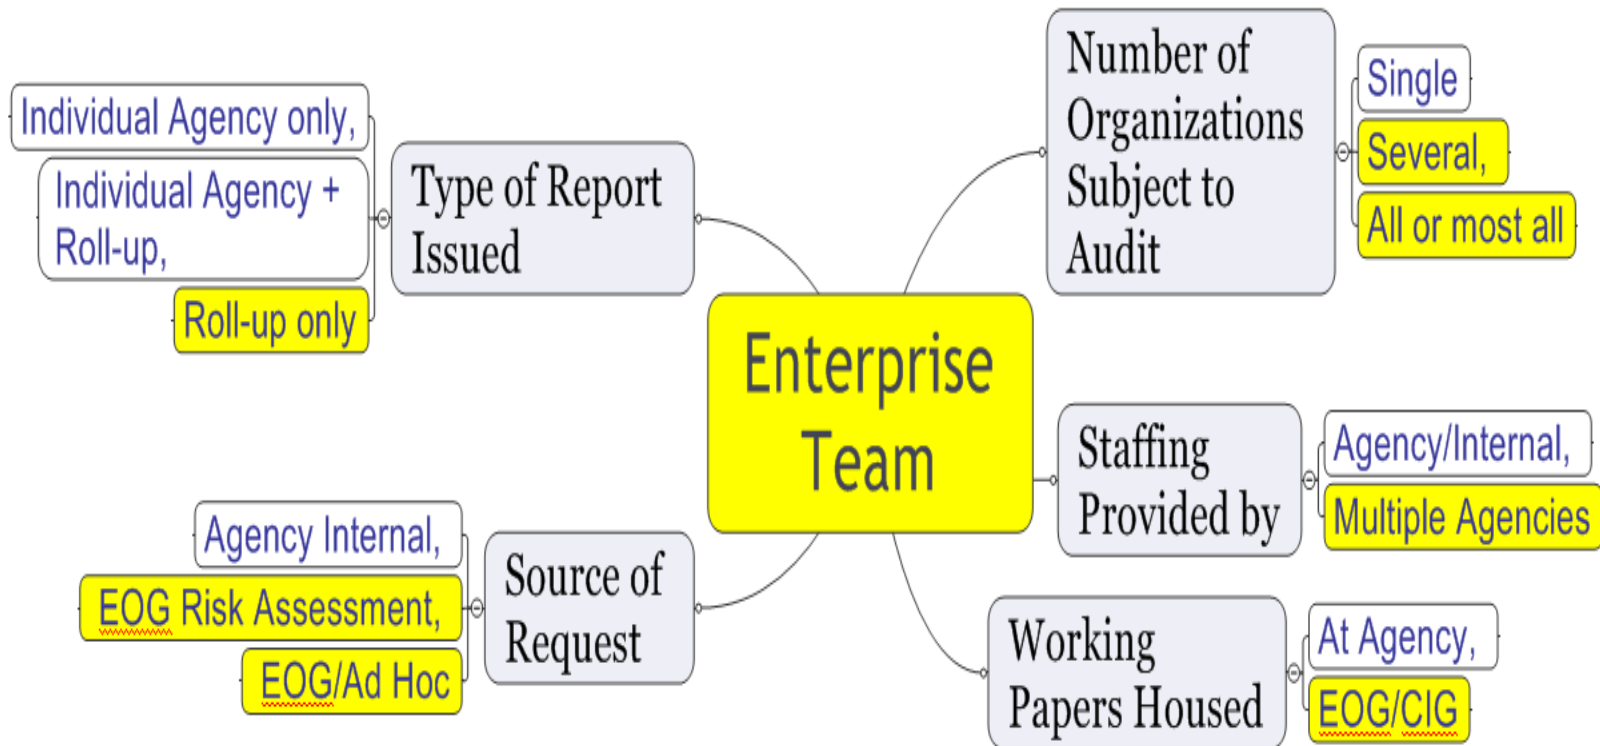 Individual Agency only,
Individual Agency +
Roll-up,
Roll-up only
Type of Report
Issued
Number of
Organizations
Subject to
Audit
Single
Several,
All or most all
Enterprise
Team
Agency Internal,
EOG Risk Assessment,
EOG/Ad Hoc
Source of
Request
Staffing
Provided by
Agency/Internal,
Multiple Agencies
Working
Papers Housed
At Agency,
EOG/CIG